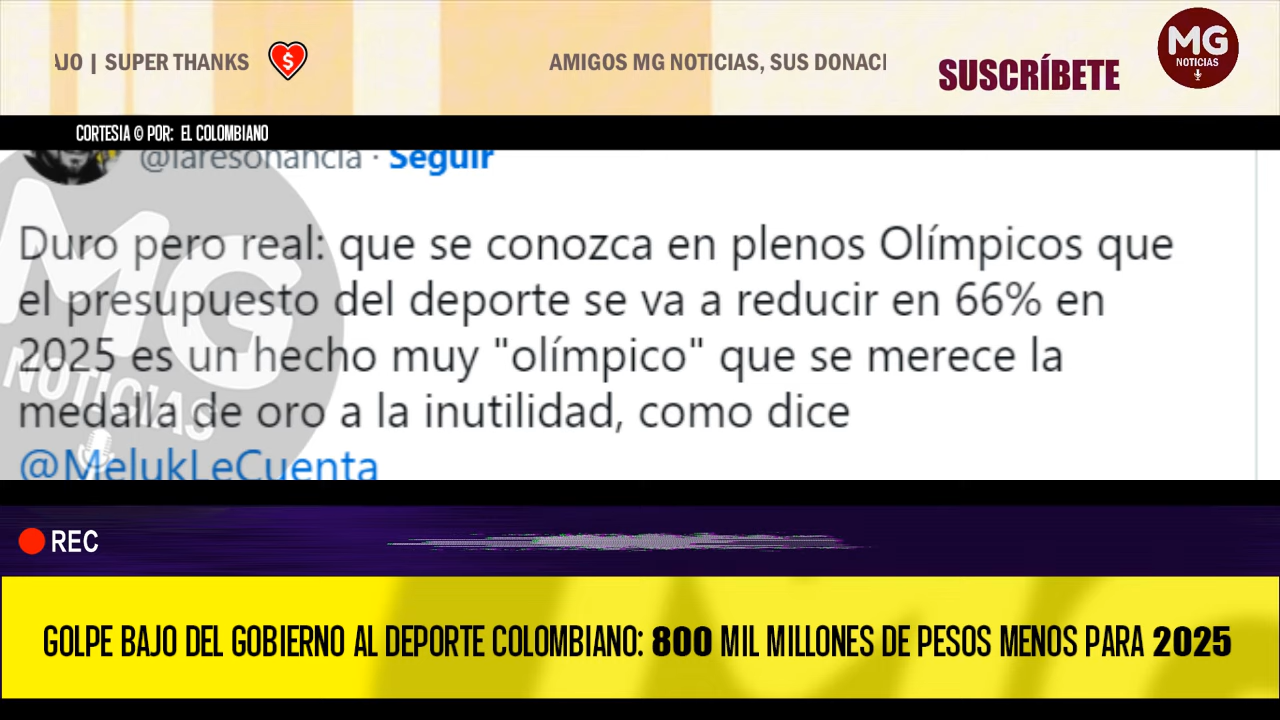 AJO | SUPER THANKS
$
AMIGOS MG NOTICIAS, SUS DONACI
SUSCRÍBETE
MG
NOTICIAS
CORTESIA © POR: EL COLOMBIANO
@laresonancia · Seguir
Duro pero real: que se conozca en plenos Olímpicos que
el presupuesto del deporte se va a reducir en 66% en
2025 es un hecho muy "olímpico" que se merece la
medalla de oro a la inutilidad, como dice
@MelukLeCuenta
MG
NOTICIAS
REC
GOLPE BAJO DEL GOBIERNO AL DEPORTE COLOMBIANO: 800 MIL MILLONES DE PESOS MENOS PARA 2025